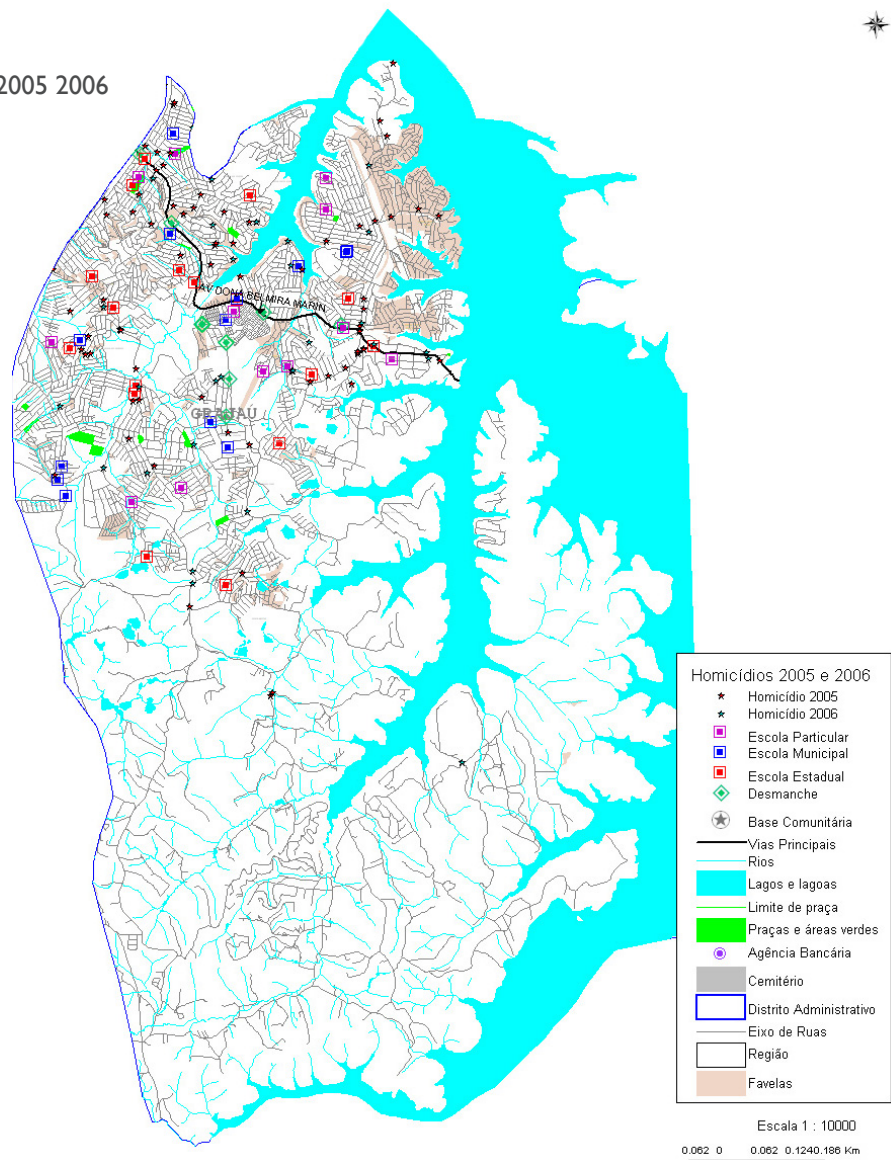 2005 2006
AV DONA BELMIRA MARIN
GRAJAÚ
Homicídios 2005 e 2006
Homicídio 2005
Homicídio 2006
Escola Particular
Escola Municipal
Escola Estadual
Desmanche
Base Comunitária
Vias Principais
Rios
Lagos e lagoas
Limite de praça
Praças e áreas verdes
Agência Bancária
Cemitério
Distrito Administrativo
Eixo de Ruas
Região
Favelas
Escala 1 : 10000
0.062 0 0.062 0.1240.186 Km